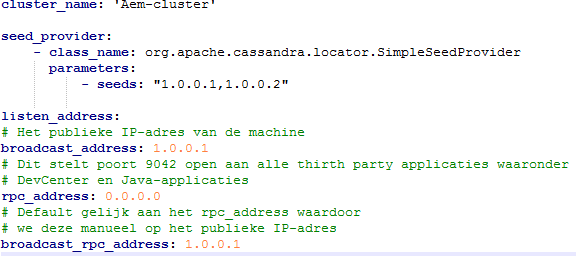 cluster_name: 'Aem-cluster'
seed_provider:
- class_name: org.apache.cassandra.locator.SimpleSeedProvider
parameters:
- seeds: "1.0.0.1,1.0.0.2"
listen_address:
# Het publieke IP-adres van de machine
broadcast_address: 1.0.0.1
# Dit stelt poort 9042 open aan alle thirth party applicaties waaronder
# DevCenter en Java-applicaties
rpc_address: 0.0.0.0
# Default gelijk aan het rpc_address waardoor
# we deze manueel op het publieke IP-adres
broadcast_rpc_address: 1.0.0.1